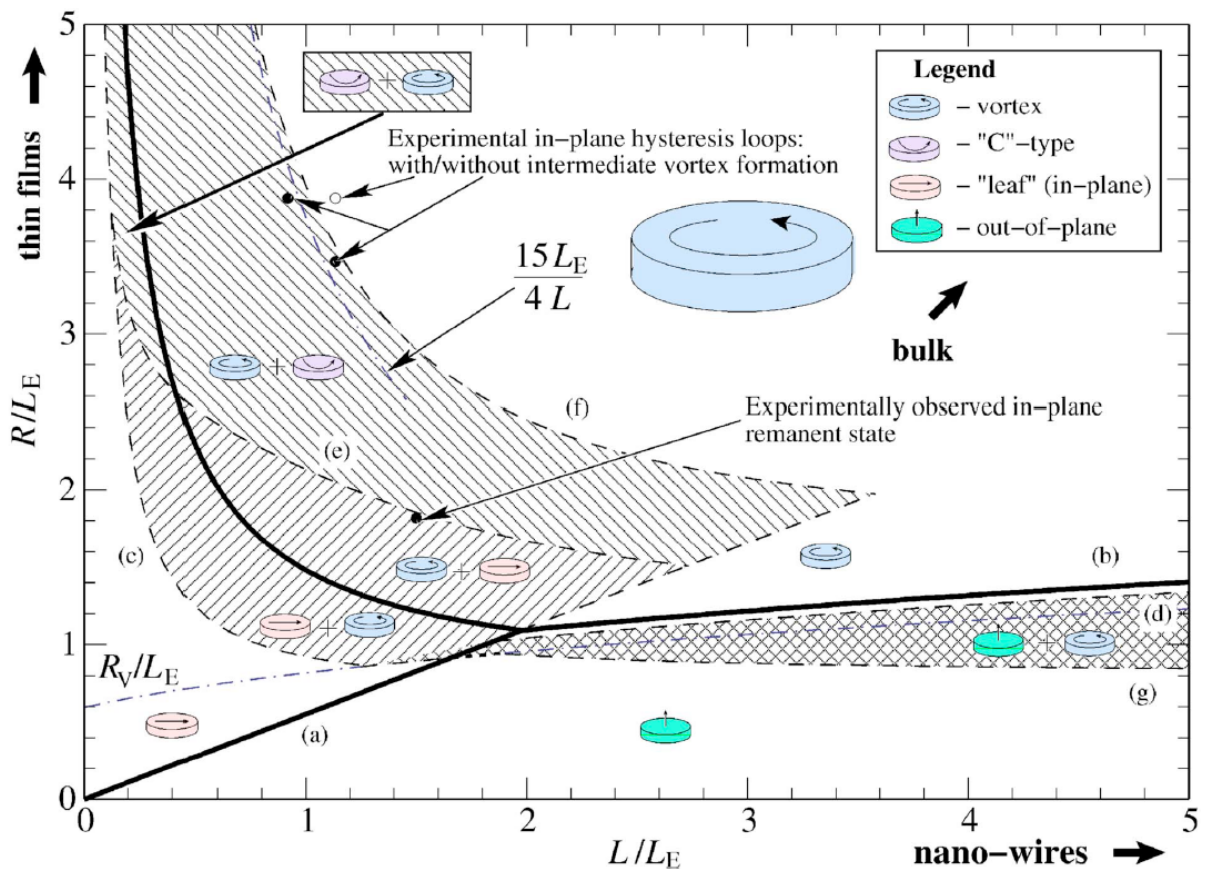 5
4
3
2
1
0
thin films
R/L_E
R_V/L_E
+
Experimental in−plane hysteresis loops:
with/without intermediate vortex formation
Legend
− vortex
− "C"−type
− "leaf" (in−plane)
− out−of−plane
15 L_E
4 L
bulk
+
(e)
(f)
Experimentally observed in−plane
remanent state
(c)
+
(b)
+
(d)
+
(g)
(a)
0
1
2
3
4
5
L/L_E
nano−wires